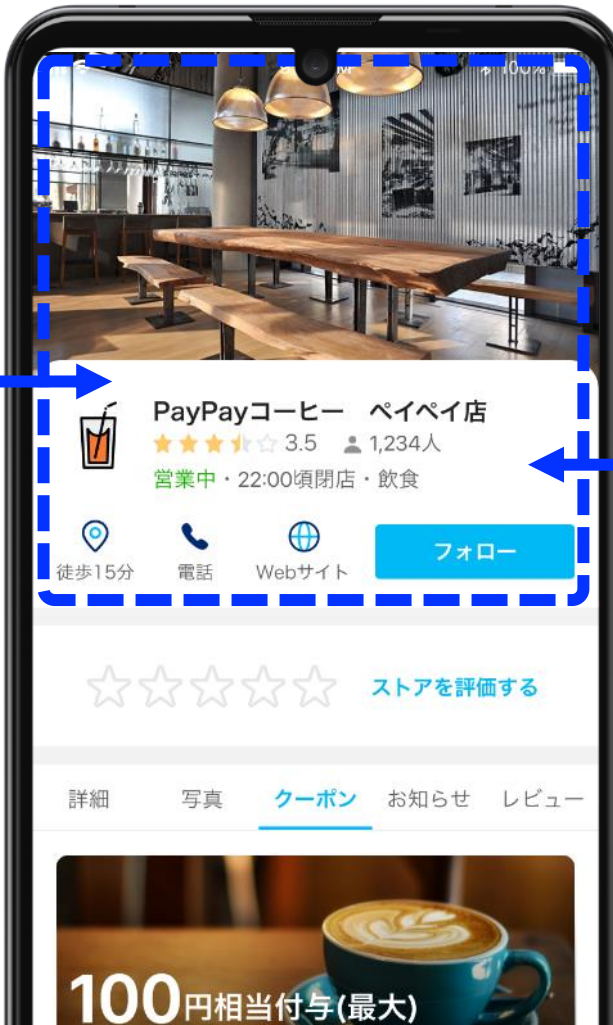 100%
PayPayコーヒー　ペイペイ店
3.5 1,234人
営業中・22:00頃閉店・飲食
徒歩15分 電話 Webサイト フォロー
ストアを評価する
詳細 写真 クーポン お知らせ レビュー
100円相当付与(最大)